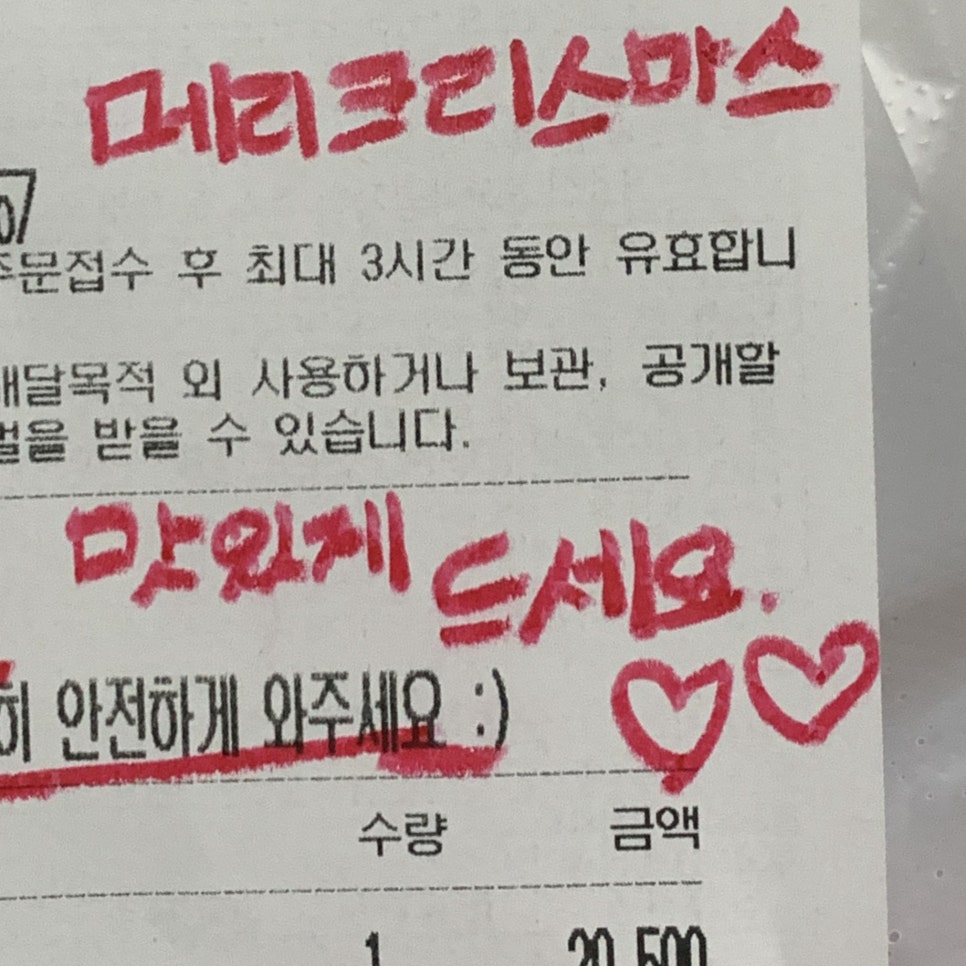 메리크리스마스
주문접수 후 최대 3시간 동안 유효합니
배달목적 외 사용하거나 보관, 공개할
벌을 받을 수 있습니다.
맛있게 드세요.
히 안전하게 와주세요 :)
수량 금액
1 20,500